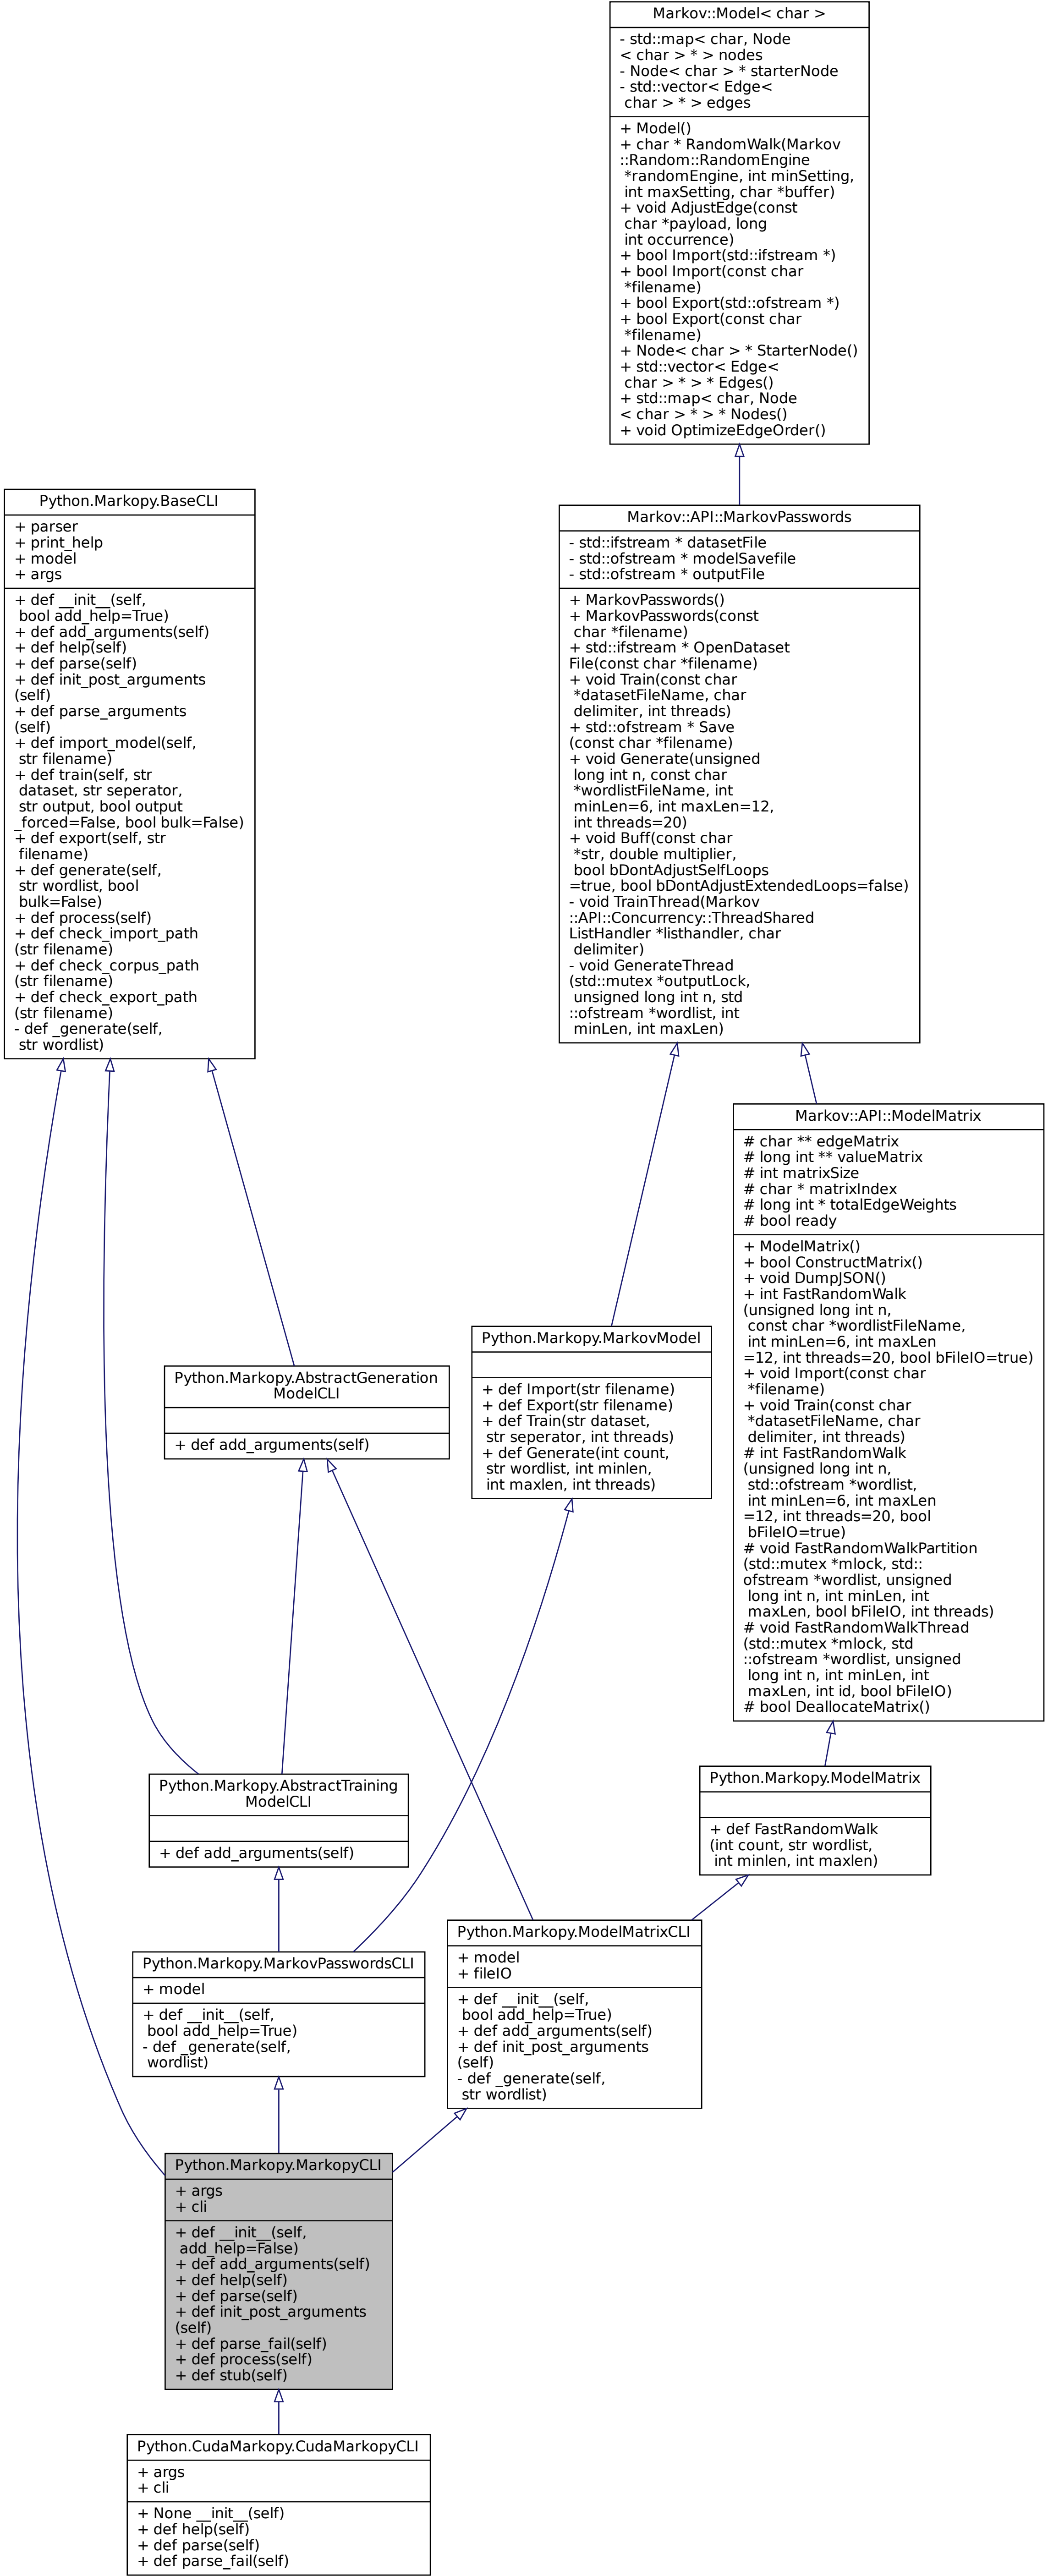 Markov::Model< char >
- std::map< char, Node
< char > * > nodes
- Node< char > * starterNode
- std::vector< Edge<
char > * > edges
+ Model()
+ char * RandomWalk(Markov
::Random::RandomEngine
*randomEngine, int minSetting,
int maxSetting, char *buffer)
+ void AdjustEdge(const
char *payload, long
int occurrence)
+ bool Import(std::ifstream *)
+ bool Import(const char
*filename)
+ bool Export(std::ofstream *)
+ bool Export(const char
*filename)
+ Node< char > * StarterNode()
+ std::vector< Edge<
char > * > * Edges()
+ std::map< char, Node
< char > * > * Nodes()
+ void OptimizeEdgeOrder()
Python.Markopy.BaseCLI
+ parser
+ print_help
+ model
+ args
+ def __init__(self,
bool add_help=True)
+ def add_arguments(self)
+ def help(self)
+ def parse(self)
+ def init_post_arguments
(self)
+ def parse_arguments
(self)
+ def import_model(self,
str filename)
+ def train(self, str
dataset, str seperator,
str output, bool output
_forced=False, bool bulk=False)
+ def export(self, str
filename)
+ def generate(self,
str wordlist, bool
bulk=False)
+ def process(self)
+ def check_import_path
(str filename)
+ def check_corpus_path
(str filename)
+ def check_export_path
(str filename)
- def _generate(self,
str wordlist)
Markov::API::MarkovPasswords
- std::ifstream * datasetFile
- std::ofstream * modelSavefile
- std::ofstream * outputFile
+ MarkovPasswords()
+ MarkovPasswords(const
char *filename)
+ std::ifstream * OpenDataset
File(const char *filename)
+ void Train(const char
*datasetFileName, char
delimiter, int threads)
+ std::ofstream * Save
(const char *filename)
+ void Generate(unsigned
long int n, const char
*wordlistFileName, int
minLen=6, int maxLen=12,
int threads=20)
+ void Buff(const char
*str, double multiplier,
bool bDontAdjustSelfLoops
=true, bool bDontAdjustExtendedLoops=false)
- void TrainThread(Markov
::API::Concurrency::ThreadShared
ListHandler *listhandler, char
delimiter)
- void GenerateThread
(std::mutex *outputLock,
unsigned long int n, std
::ofstream *wordlist, int
minLen, int maxLen)
Markov::API::ModelMatrix
# char ** edgeMatrix
# long int ** valueMatrix
# int matrixSize
# char * matrixIndex
# long int * totalEdgeWeights
# bool ready
+ ModelMatrix()
+ bool ConstructMatrix()
+ void DumpJSON()
+ int FastRandomWalk
(unsigned long int n,
const char *wordlistFileName,
int minLen=6, int maxLen
=12, int threads=20, bool bFileIO=true)
+ void Import(const char
*filename)
+ void Train(const char
*datasetFileName, char
delimiter, int threads)
# int FastRandomWalk
(unsigned long int n,
std::ofstream *wordlist,
int minLen=6, int maxLen
=12, int threads=20, bool
bFileIO=true)
# void FastRandomWalkPartition
(std::mutex *mlock, std::
ofstream *wordlist, unsigned
long int n, int minLen, int
maxLen, bool bFileIO, int threads)
# void FastRandomWalkThread
(std::mutex *mlock, std
::ofstream *wordlist, unsigned
long int n, int minLen, int
maxLen, int id, bool bFileIO)
# bool DeallocateMatrix()
Python.Markopy.MarkovModel
+ def Import(str filename)
+ def Export(str filename)
+ def Train(str dataset,
str seperator, int threads)
+ def Generate(int count,
str wordlist, int minlen,
int maxlen, int threads)
Python.Markopy.AbstractGeneration
ModelCLI
+ def add_arguments(self)
Python.Markopy.AbstractTraining
ModelCLI
+ def add_arguments(self)
Python.Markopy.ModelMatrix
+ def FastRandomWalk
(int count, str wordlist,
int minlen, int maxlen)
Python.Markopy.MarkovPasswordsCLI
+ model
+ def __init__(self,
bool add_help=True)
- def _generate(self,
wordlist)
Python.Markopy.ModelMatrixCLI
+ model
+ fileIO
+ def __init__(self,
bool add_help=True)
+ def add_arguments(self)
+ def init_post_arguments
(self)
- def _generate(self,
str wordlist)
Python.Markopy.MarkopyCLI
+ args
+ cli
+ def __init__(self,
add_help=False)
+ def add_arguments(self)
+ def help(self)
+ def parse(self)
+ def init_post_arguments
(self)
+ def parse_fail(self)
+ def process(self)
+ def stub(self)
Python.CudaMarkopy.CudaMarkopyCLI
+ args
+ cli
+ None __init__(self)
+ def help(self)
+ def parse(self)
+ def parse_fail(self)